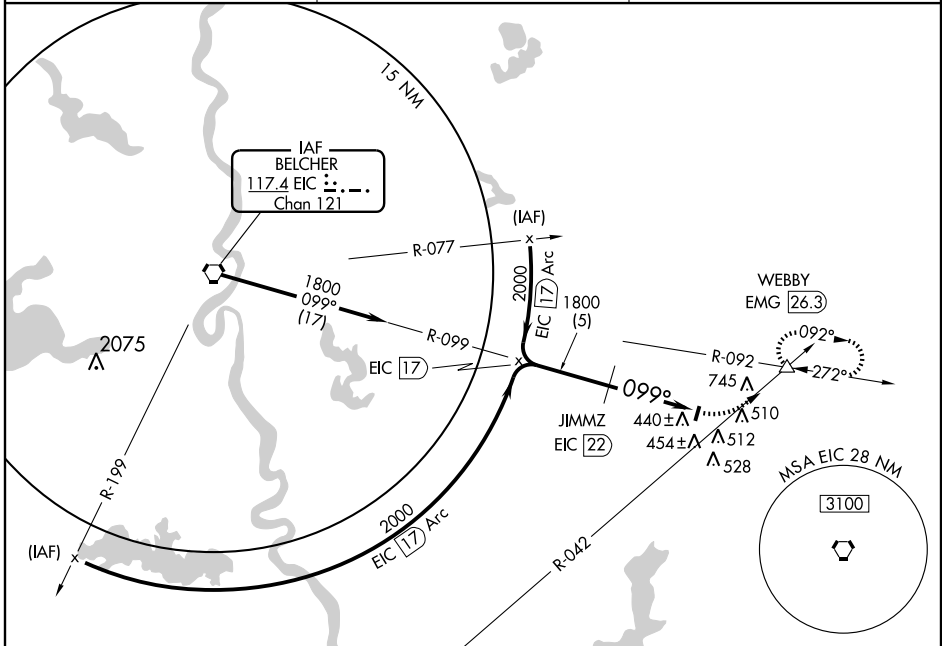 15 NM
IAF
BELCHER
117.4 EIC
Chan 121
(IAF)
R-077
2000
EIC 17 Arc
1800
099°
(17)
1800
(5)
R-099
EIC 17
WEBBY
EMG 26.3
092°
R-092
272°
2075
745
099°
JIMMZ
EIC 22
440±
510
454±
512
528
R-199
MSA EIC 28 NM
3100
2000
EIC 17 Arc
(IAF)
R-042